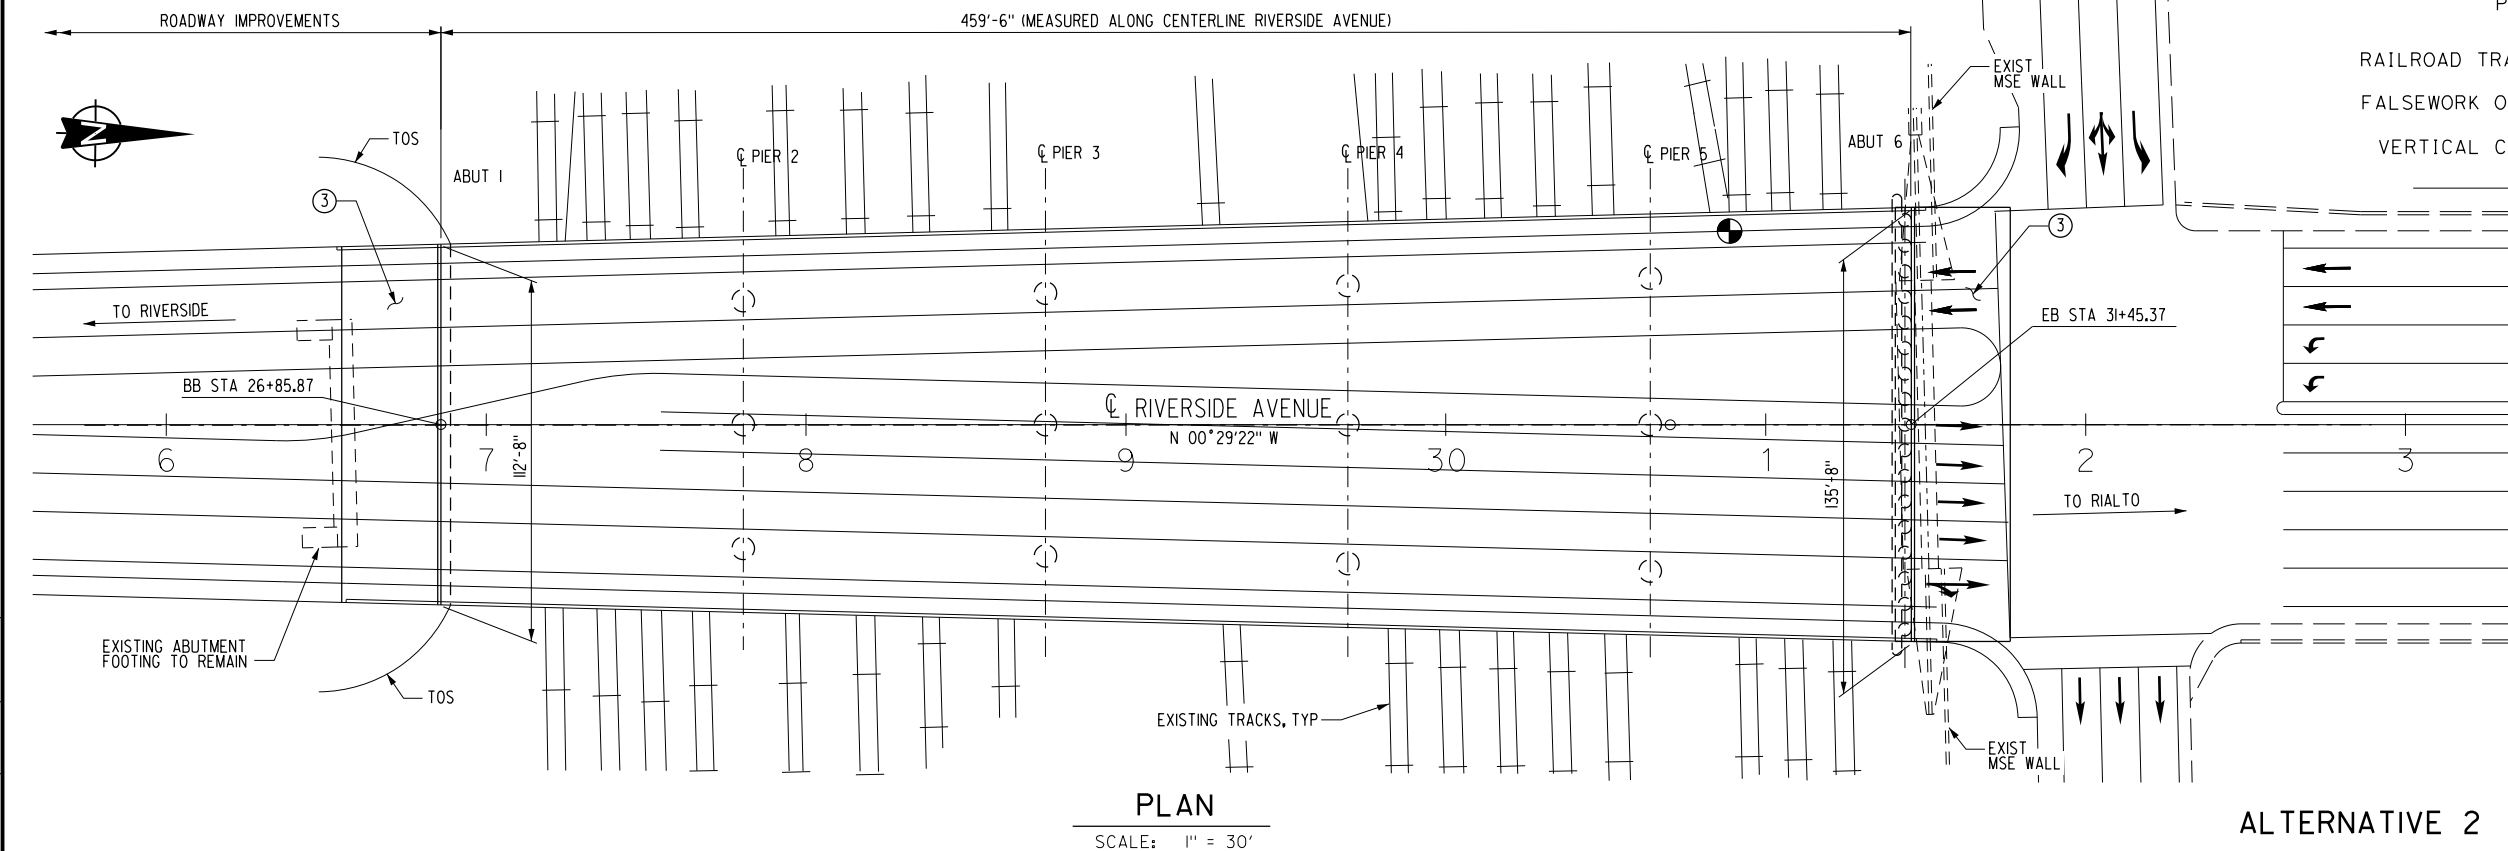 ROADWAY IMPROVEMENTS
459'-6" (MEASURED ALONG CENTERLINE RIVERSIDE AVENUE)
P
RAILROAD TRA
FALSEWORK O
VERTICAL C
EXIST
MSE WALL
N
TOS
ABUT 1
℄ PIER 2
℄ PIER 3
℄ PIER 4
℄ PIER 5
ABUT 6
3
3
TO RIVERSIDE
EB STA 31+45.37
BB STA 26+85.87
℄ RIVERSIDE AVENUE
N 00°29'22" W
6
7
8
9
30
1
2
3
112'-8"
135'-8"
TO RIALTO
EXISTING ABUTMENT
FOOTING TO REMAIN
TOS
EXISTING TRACKS, TYP
EXIST
MSE WALL
PLAN
SCALE: 1" = 30'
ALTERNATIVE 2